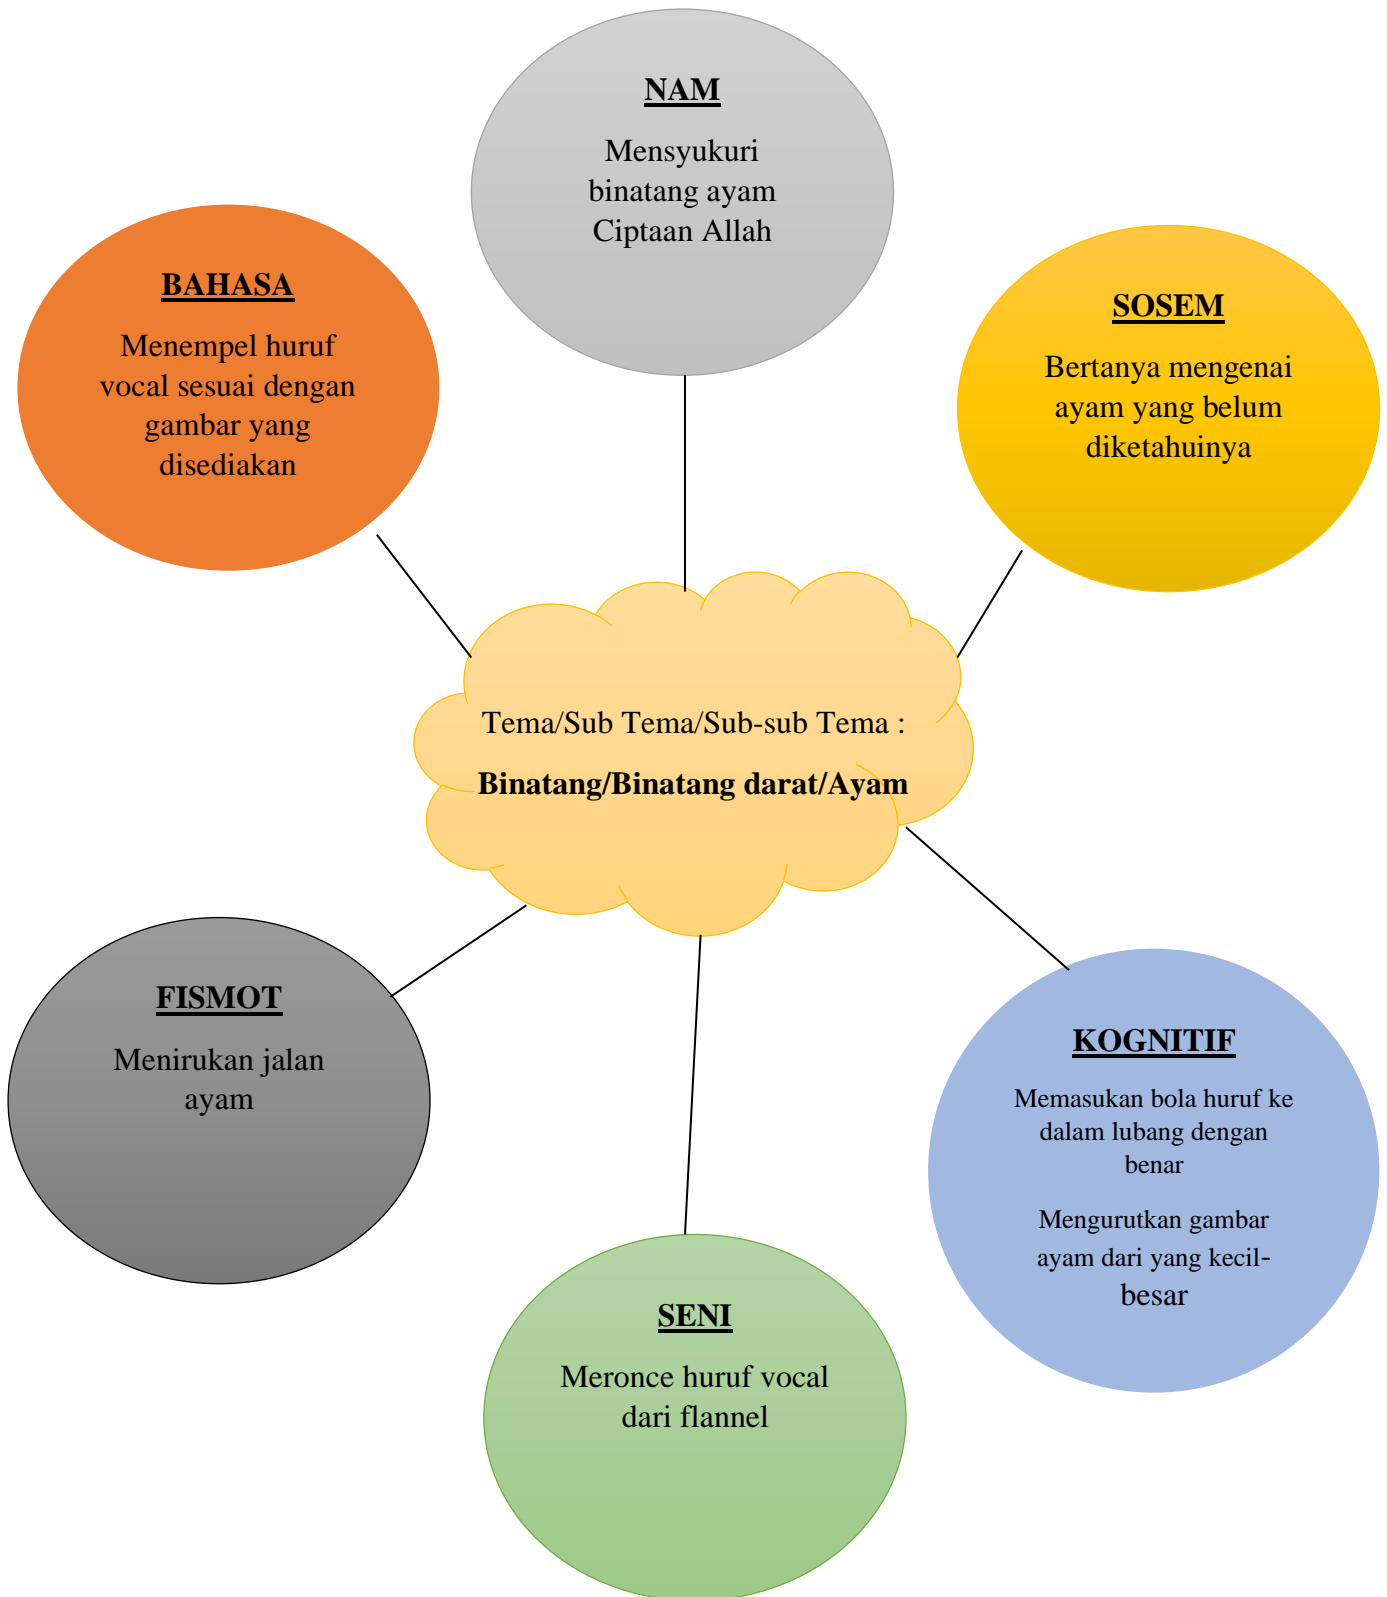 NAM
Mensyukuri
binatang ayam
Ciptaan Allah
BAHASA
Menempel huruf
vocal sesuai dengan
gambar yang
disediakan
SOSEM
Bertanya mengenai
ayam yang belum
diketahuinya
Tema/Sub Tema/Sub-sub Tema :
Binatang/Binatang darat/Ayam
FISMOT
Menirukan jalan
ayam
KOGNITIF
Memasukan bola huruf ke
dalam lubang dengan
benar
Mengurutkan gambar
ayam dari yang kecil-
besar
SENI
Meronce huruf vocal
dari flannel